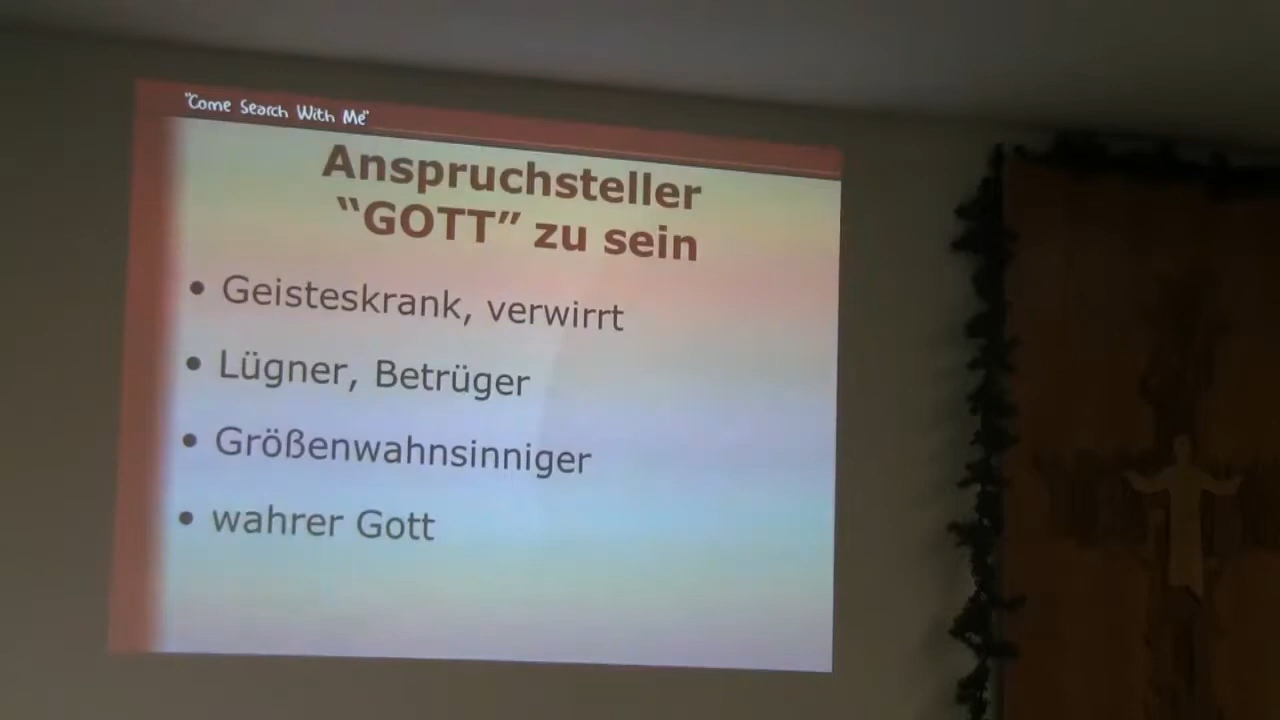 "Come Search With Me"
Anspruchsteller
“GOTT” zu sein
• Geisteskrank, verwirrt
• Lügner, Betrüger
• Größenwahnsinniger
• wahrer Gott